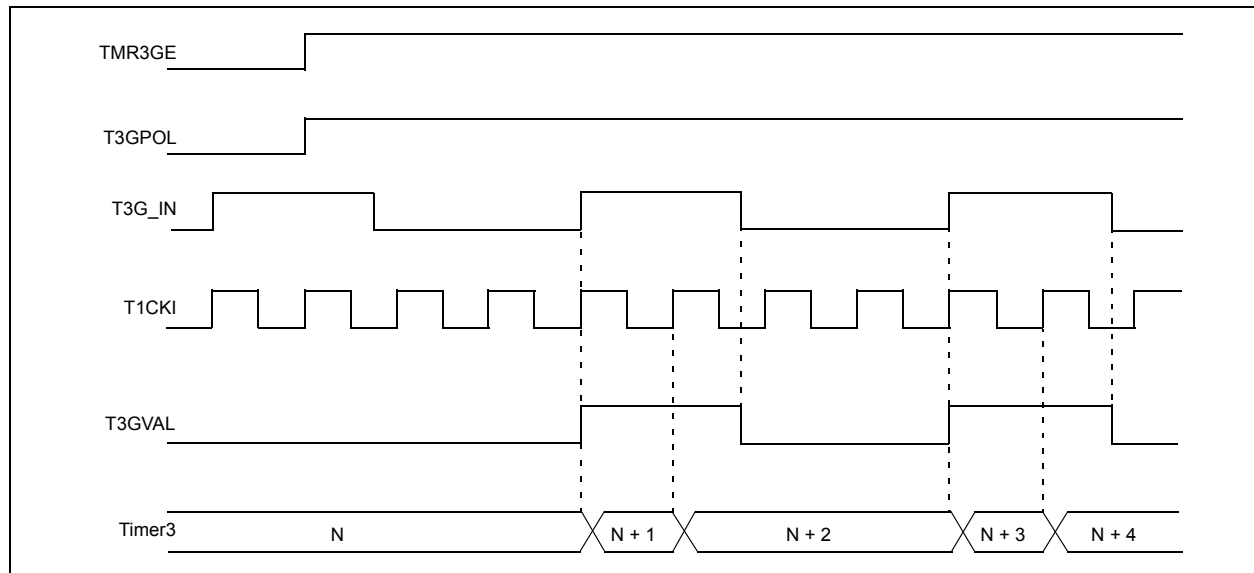 TMR3GE
T3GPOL
T3G_IN
T1CKI
T3GVAL
Timer3 N N + 1 N + 2 N + 3 N + 4